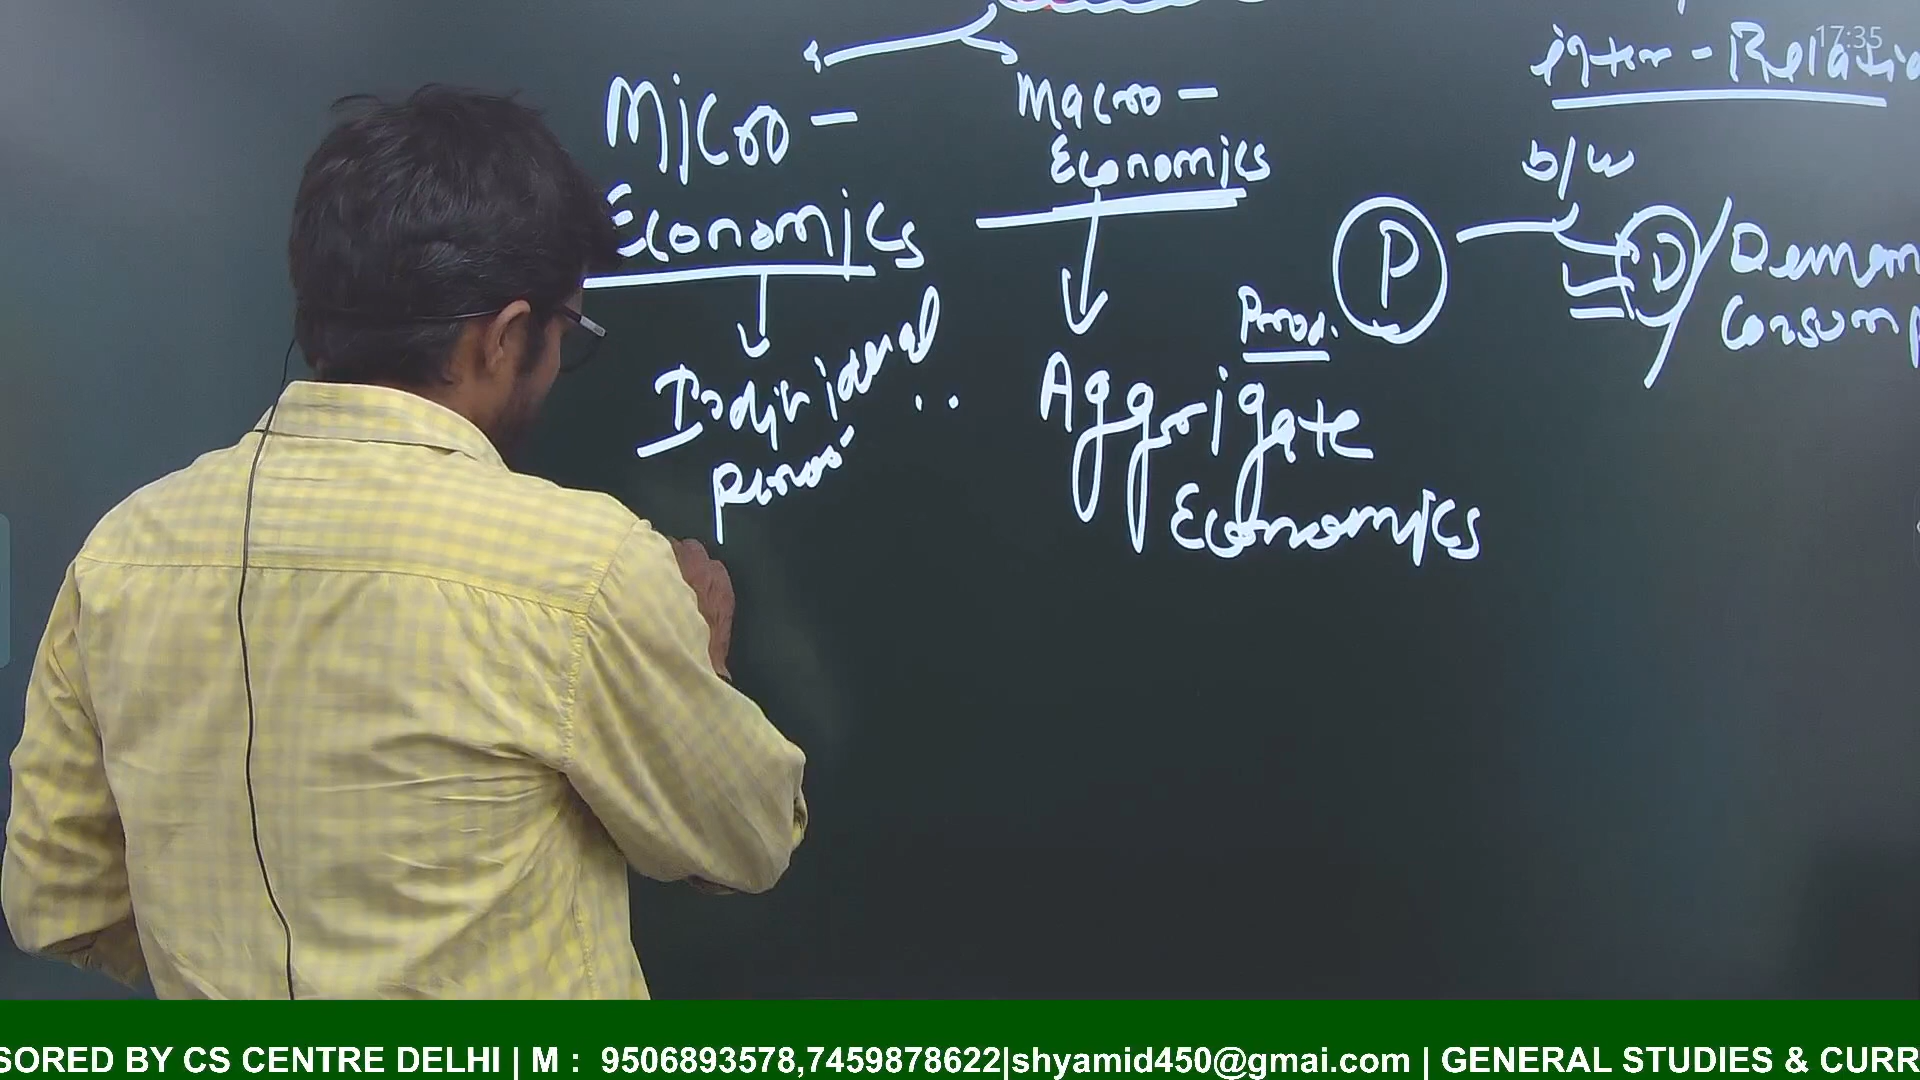 17:35
Micro -
Economics
Individual
person
Macro -
Economics
Aggrigate
Economics
inter - Relatio
b/w
P
Prod.
D / Deman
Consump
SORED BY CS CENTRE DELHI | M : 9506893578,7459878622|shyamid450@gmai.com | GENERAL STUDIES & CURR